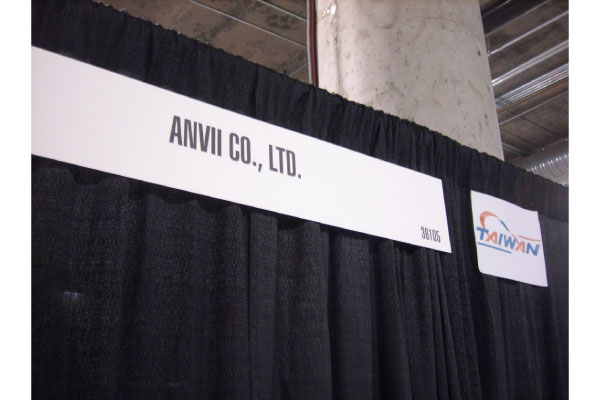 ANVII CO., LTD.
38105
TAIWAN